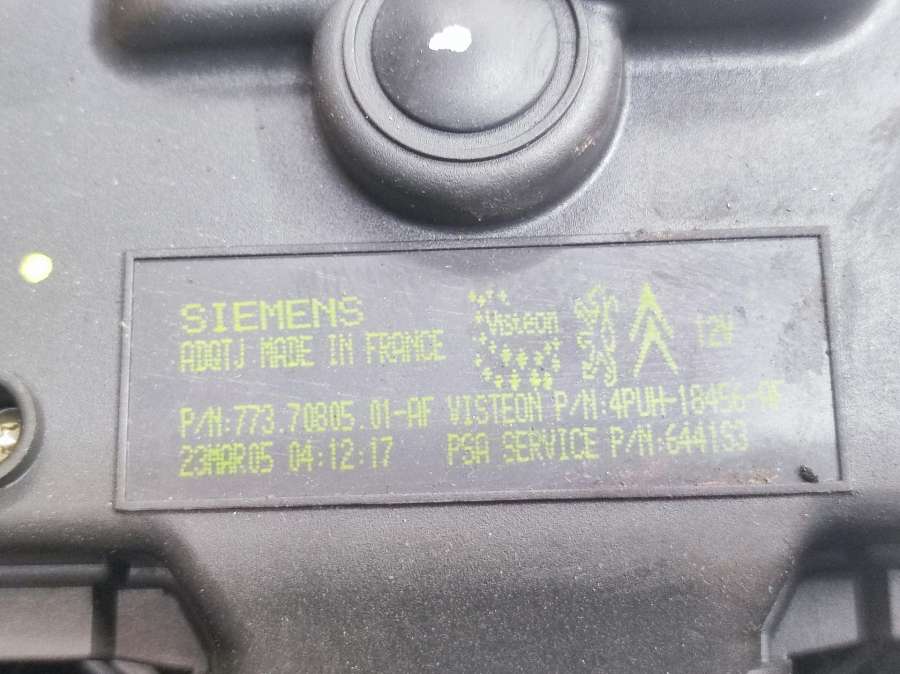 SIEMENS
ADQTJ MADE IN FRANCE
Visteon
12V
P/N:773.70805.01-AF VISTEON P/N:4PUH-18456-AF
23MAR05 04:12:17 PSA SERVICE P/N:6441S3